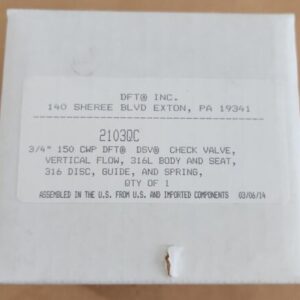 DFT® INC.
140 SHEREE BLVD EXTON, PA 19341
2103QC
3/4" 150 CWP DFT® DSV® CHECK VALVE,
VERTICAL FLOW, 316L BODY AND SEAT,
316 DISC, GUIDE, AND SPRING,
QTY OF 1
ASSEMBLED IN THE U.S. FROM U.S. AND IMPORTED COMPONENTS 03/06/14